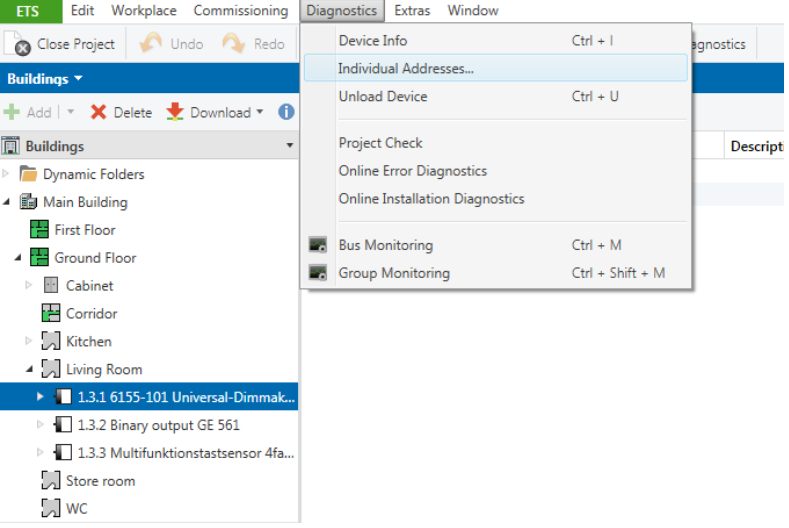 ETS Edit Workplace Commissioning Diagnostics Extras Window
Close Project Undo Redo agnostics
Device Info Ctrl + I
Individual Addresses...
Unload Device Ctrl + U
Project Check
Online Error Diagnostics
Online Installation Diagnostics
Bus Monitoring Ctrl + M
Group Monitoring Ctrl + Shift + M
Buildings
Add Delete Download
Buildings Descript
Dynamic Folders
Main Building
First Floor
Ground Floor
Cabinet
Corridor
Kitchen
Living Room
1.3.1 6155-101 Universal-Dimmak...
1.3.2 Binary output GE 561
1.3.3 Multifunktionstastsensor 4fa...
Store room
WC